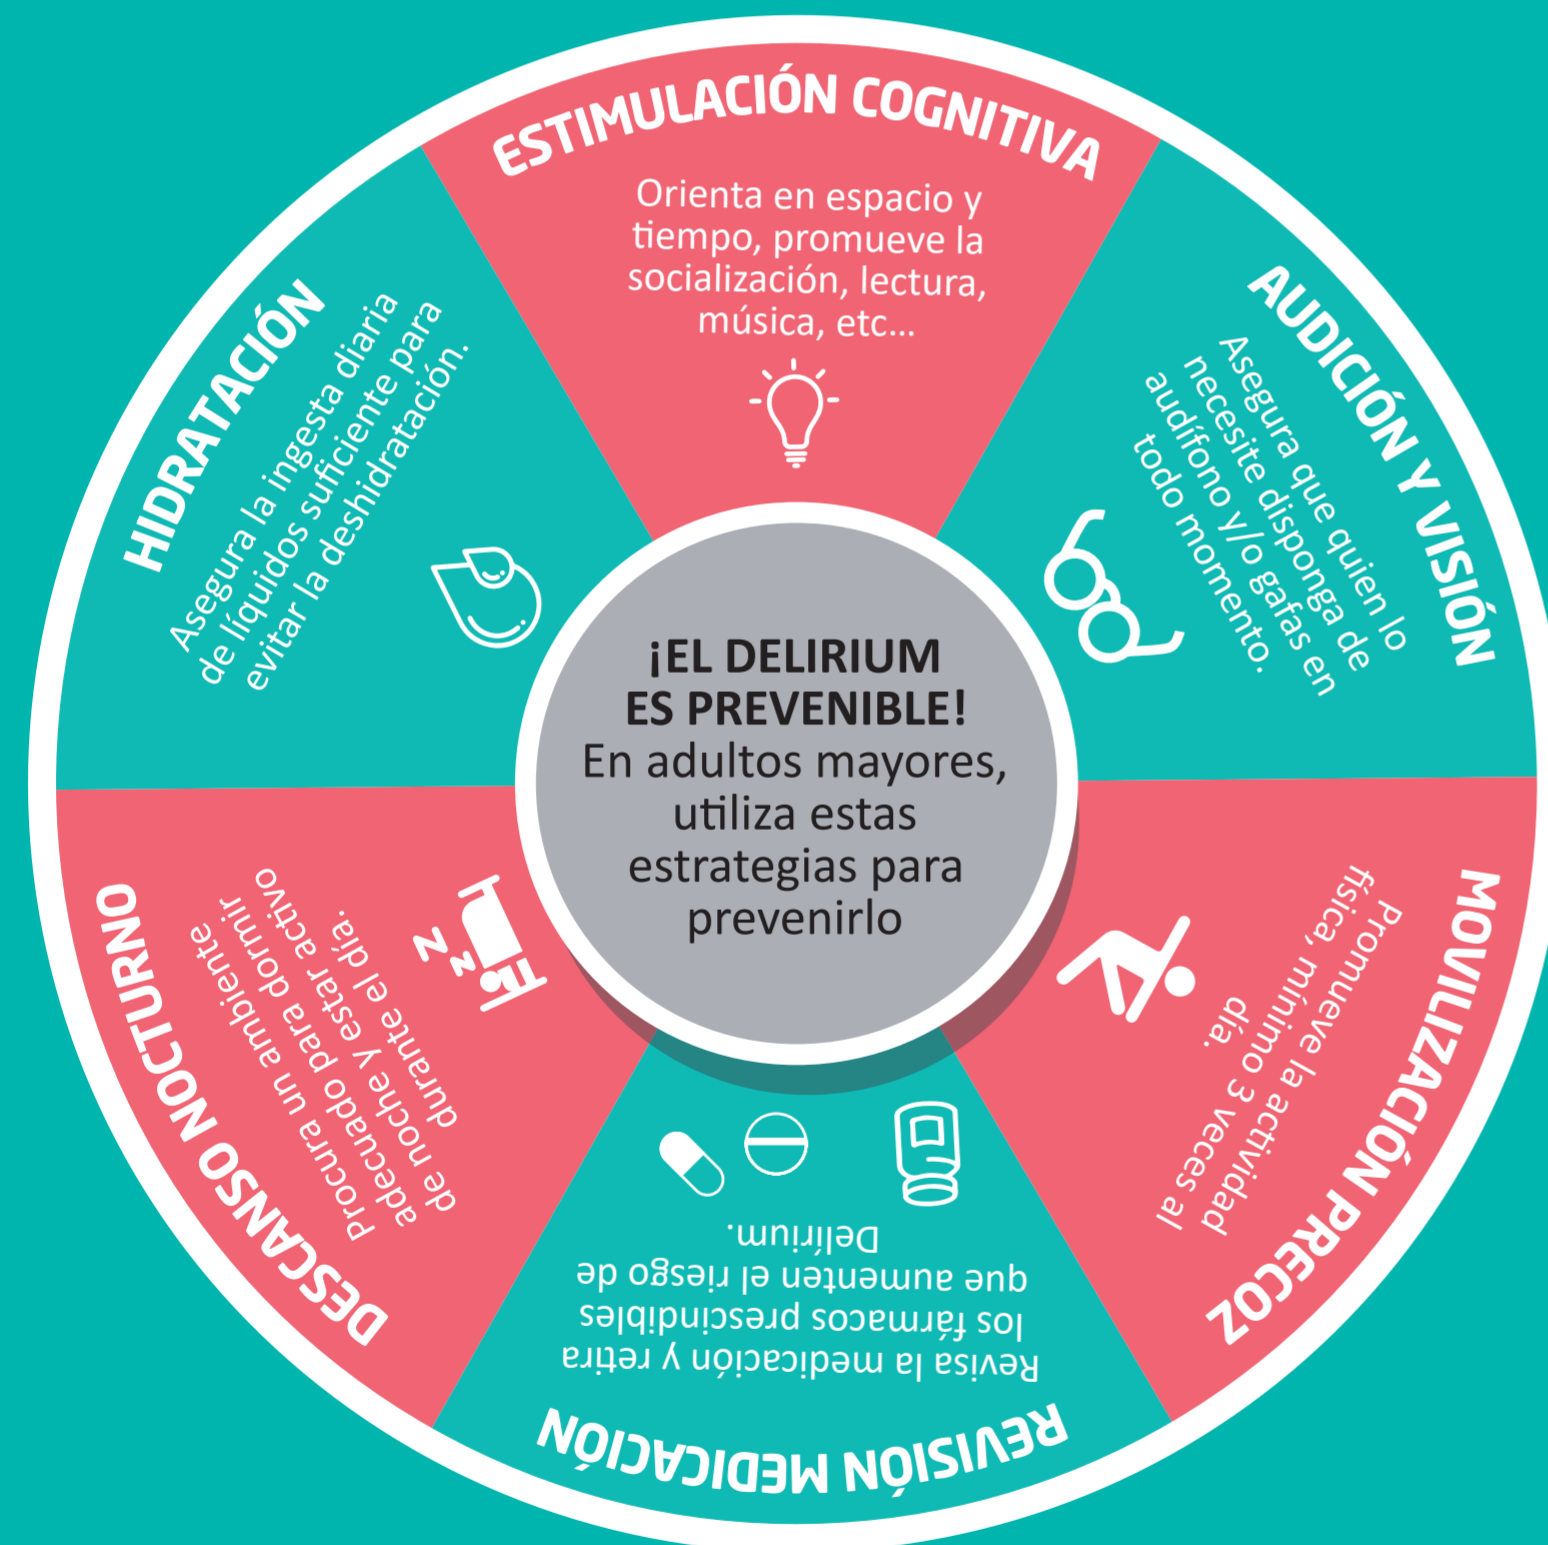 ESTIMULACIÓN COGNITIVA
Orienta en espacio y
tiempo, promueve la
socialización, lectura,
música, etc...
AUDICIÓN Y VISIÓN
Asegura que quien lo
necesite disponga de
audífono y/o gafas en
todo momento.
MOVILIZACIÓN PRECOZ
Promueve la actividad
física, mínimo 3 veces al
día.
REVISIÓN MEDICACIÓN
Revisa la medicación y retira
los fármacos prescindibles
que aumenten el riesgo de
Delírium.
DESCANSO NOCTURNO
Procura un ambiente
adecuado para dormir
de noche y estar activo
durante el día.
HIDRATACIÓN
Asegura la ingesta diaria
de líquidos suficiente para
evitar la deshidratación.
¡EL DELIRIUM
ES PREVENIBLE!
En adultos mayores,
utiliza estas
estrategias para
prevenirlo